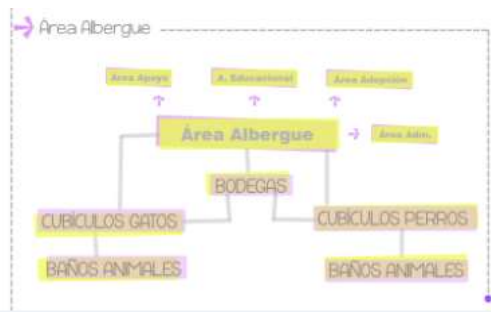 Área Albergue
Área Apoyo
A. Educacional
Área Adopción
Área Albergue
Área Adm.
BODEGAS
CUBÍCULOS GATOS
CUBÍCULOS PERROS
BAÑOS ANIMALES
BAÑOS ANIMALES